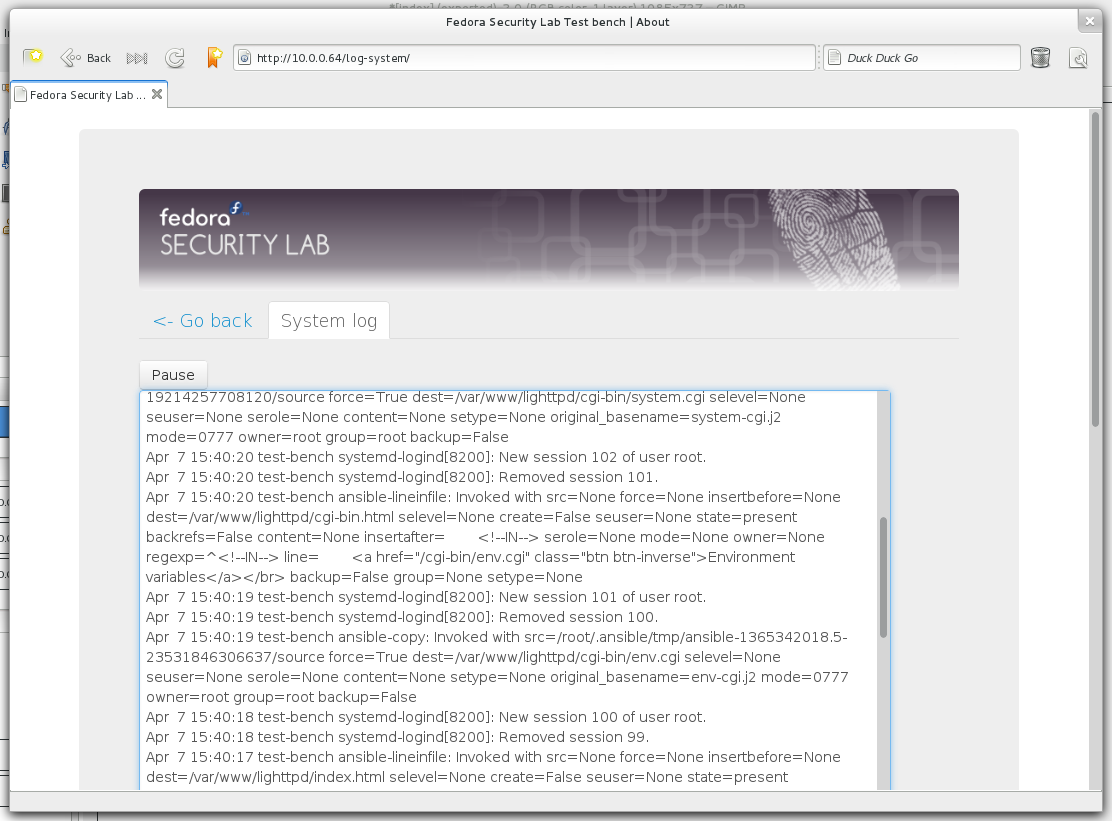 Fedora Security Lab Test bench | About
Back
http://10.0.0.64/log-system/
Duck Duck Go
Fedora Security Lab ...
fedora
SECURITY LAB
<- Go back
System log
Pause
19214257708120/source force=True dest=/var/www/lighttpd/cgi-bin/system.cgi selevel=None
seuser=None serole=None content=None setype=None original_basename=system-cgi.j2
mode=0777 owner=root group=root backup=False
Apr  7 15:40:20 test-bench systemd-logind[8200]: New session 102 of user root.
Apr  7 15:40:20 test-bench systemd-logind[8200]: Removed session 101.
Apr  7 15:40:20 test-bench ansible-lineinfile: Invoked with src=None force=None insertbefore=None
dest=/var/www/lighttpd/cgi-bin.html selevel=None create=False seuser=None state=present
backrefs=False content=None insertafter=        <!--IN--> serole=None mode=None owner=None
regexp=^<!--IN--> line=        <a href="/cgi-bin/env.cgi" class="btn btn-inverse">Environment
variables</a></br> backup=False group=None setype=None
Apr  7 15:40:19 test-bench systemd-logind[8200]: New session 101 of user root.
Apr  7 15:40:19 test-bench systemd-logind[8200]: Removed session 100.
Apr  7 15:40:19 test-bench ansible-copy: Invoked with src=/root/.ansible/tmp/ansible-1365342018.5-
23531846306637/source force=True dest=/var/www/lighttpd/cgi-bin/env.cgi selevel=None
seuser=None serole=None content=None setype=None original_basename=env-cgi.j2 mode=0777
owner=root group=root backup=False
Apr  7 15:40:18 test-bench systemd-logind[8200]: New session 100 of user root.
Apr  7 15:40:18 test-bench systemd-logind[8200]: Removed session 99.
Apr  7 15:40:17 test-bench ansible-lineinfile: Invoked with src=None force=None insertbefore=None
dest=/var/www/lighttpd/index.html selevel=None create=False seuser=None state=present